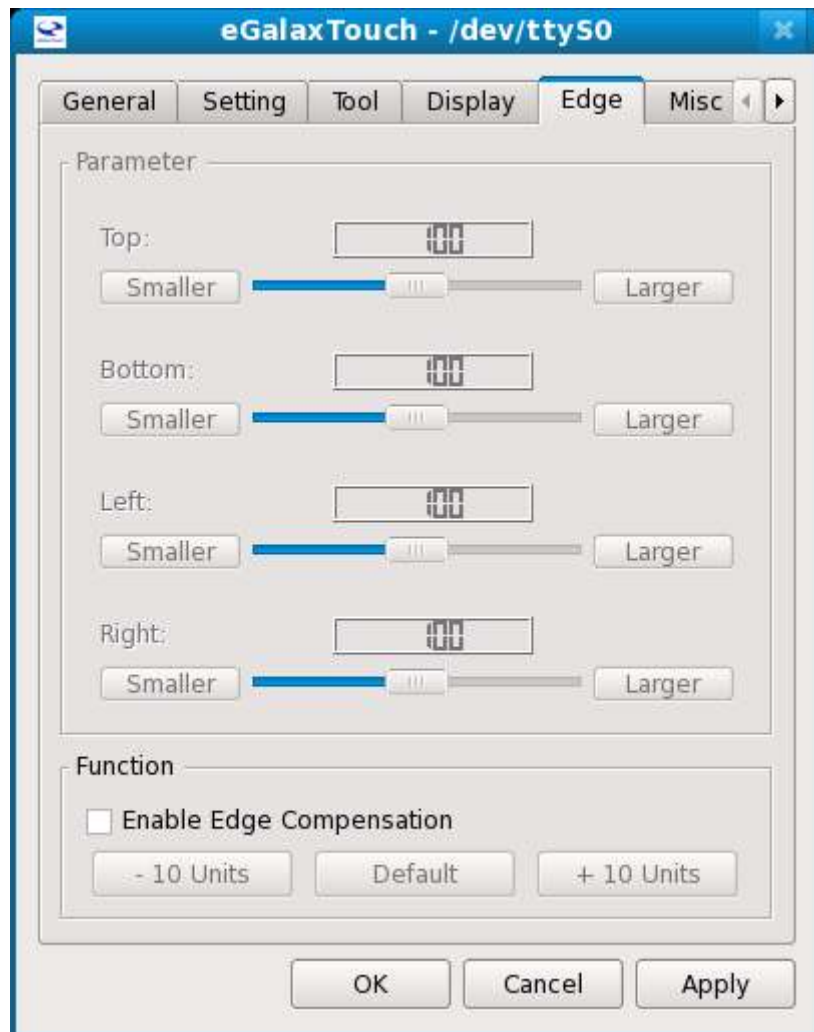 eGalaxTouch - /dev/ttyS0
General Setting Tool Display Edge Misc
Parameter
Top: 100
Smaller Larger
Bottom: 100
Smaller Larger
Left: 100
Smaller Larger
Right: 100
Smaller Larger
Function
Enable Edge Compensation
- 10 Units Default + 10 Units
OK Cancel Apply